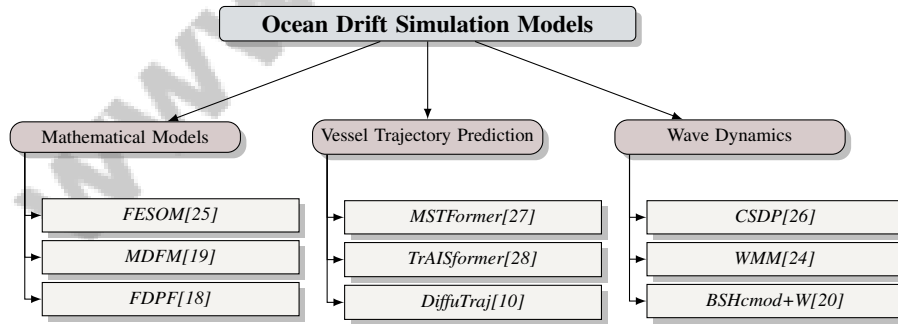 Ocean Drift Simulation Models
Mathematical Models
FESOM[25]
MDFM[19]
FDPF[18]
Vessel Trajectory Prediction
MSTFormer[27]
TrAISformer[28]
DiffuTraj[10]
Wave Dynamics
CSDP[26]
WMM[24]
BSHcmod+W[20]